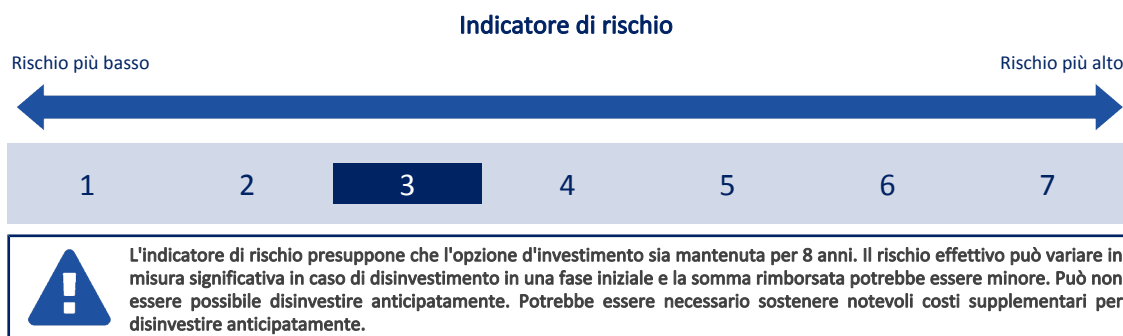 Indicatore di rischio
Rischio più basso
Rischio più alto
1 2 3 4 5 6 7
L'indicatore di rischio presuppone che l'opzione d'investimento sia mantenuta per 8 anni. Il rischio effettivo può variare in
misura significativa in caso di disinvestimento in una fase iniziale e la somma rimborsata potrebbe essere minore. Può non
essere possibile disinvestire anticipatamente. Potrebbe essere necessario sostenere notevoli costi supplementari per
disinvestire anticipatamente.